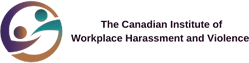 The Canadian Institute of
Workplace Harassment and Violence